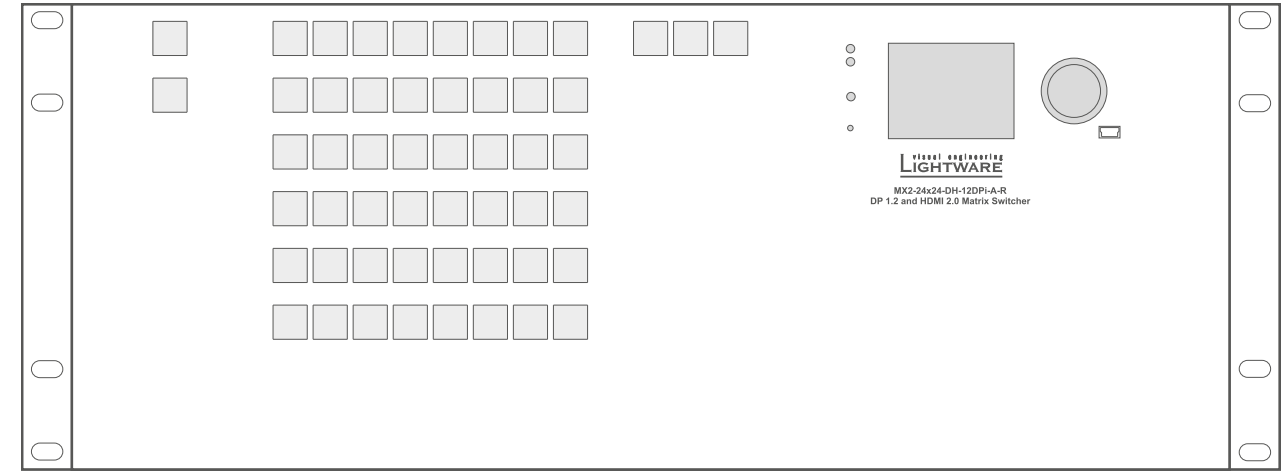 visual engineering
LIGHTWARE
MX2-24x24-DH-12DPi-A-R
DP 1.2 and HDMI 2.0 Matrix Switcher